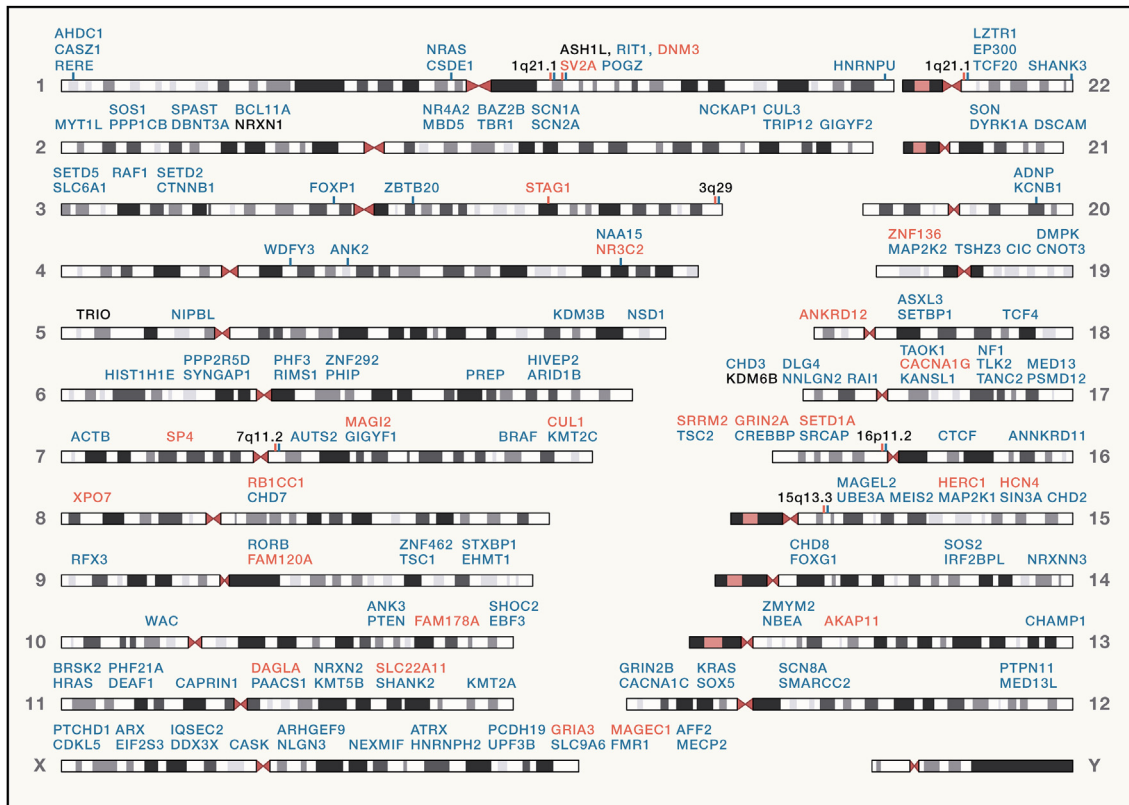 AHDC1
CASZ1
RERE
NRAS
CSDE1
ASH1L, RIT1, DNM3
1q21.1 SV2A POGZ
HNRNPU
1
LZTR1
EP300
1q21.1 TCF20 SHANK3
22
SOS1 SPAST BCL11A
MYT1L PPP1CB DBNT3A NRXN1
NR4A2 BAZ2B SCN1A
MBD5 TBR1 SCN2A
NCKAP1 CUL3
TRIP12 GIGYF2
2
SON
DYRK1A DSCAM
21
SETD5 RAF1 SETD2
SLC6A1 CTNNB1
FOXP1 ZBTB20 STAG1 3q29
3
ADNP
KCNB1
20
NAA15
WDFY3 ANK2 NR3C2
4
ZNF136 DMPK
MAP2K2 TSHZ3 CIC CNOT3
19
TRIO NIPBL KDM3B NSD1
5
ASXL3
ANKRD12 SETBP1 TCF4
18
PPP2R5D PHF3 ZNF292 HIVEP2
HIST1H1E SYNGAP1 RIMS1 PHIP PREP ARID1B
6
TAOK1 NF1
CHD3 DLG4 CACNA1G TLK2 MED13
KDM6B NNLGN2 RAI1 KANSL1 TANC2 PSMD12
17
MAGI2 CUL1
ACTB SP4 7q11.2 AUTS2 GIGYF1 BRAF KMT2C
7
SRRM2 GRIN2A SETD1A
TSC2 CREBBP SRCAP 16p11.2 CTCF ANNKRD11
16
RB1CC1
XPO7 CHD7
8
MAGEL2 HERC1 HCN4
15q13.3 UBE3A MEIS2 MAP2K1 SIN3A CHD2
15
RORB ZNF462 STXBP1
RFX3 FAM120A TSC1 EHMT1
9
CHD8 SOS2
FOXG1 IRF2BPL NRXNN3
14
ANK3 SHOC2
WAC PTEN FAM178A EBF3
10
ZMYM2
NBEA AKAP11 CHAMP1
13
BRSK2 PHF21A DAGLA NRXN2 SLC22A11
HRAS DEAF1 CAPRIN1 PAACS1 KMT5B SHANK2 KMT2A
11
GRIN2B KRAS SCN8A PTPN11
CACNA1C SOX5 SMARCC2 MED13L
12
PTCHD1 ARX IQSEC2 ARHGEF9 ATRX PCDH19 GRIA3 MAGEC1 AFF2
CDKL5 EIF2S3 DDX3X CASK NLGN3 NEXMIF HNRNPH2 UPF3B SLC9A6 FMR1 MECP2
X
Y